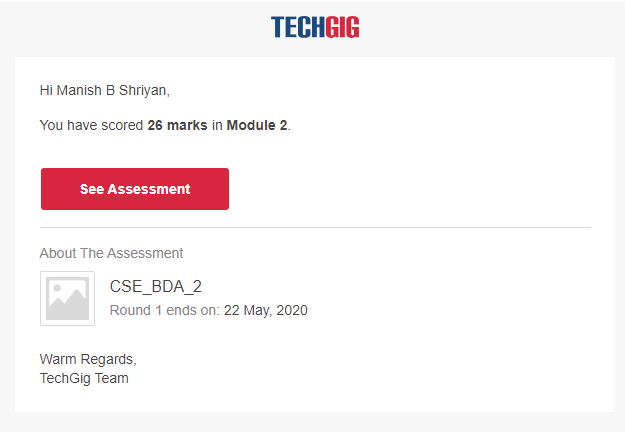 TECHGIG
Hi Manish B Shriyan,
You have scored 26 marks in Module 2.
See Assessment
About The Assessment
CSE_BDA_2
Round 1 ends on: 22 May, 2020
Warm Regards,
TechGig Team